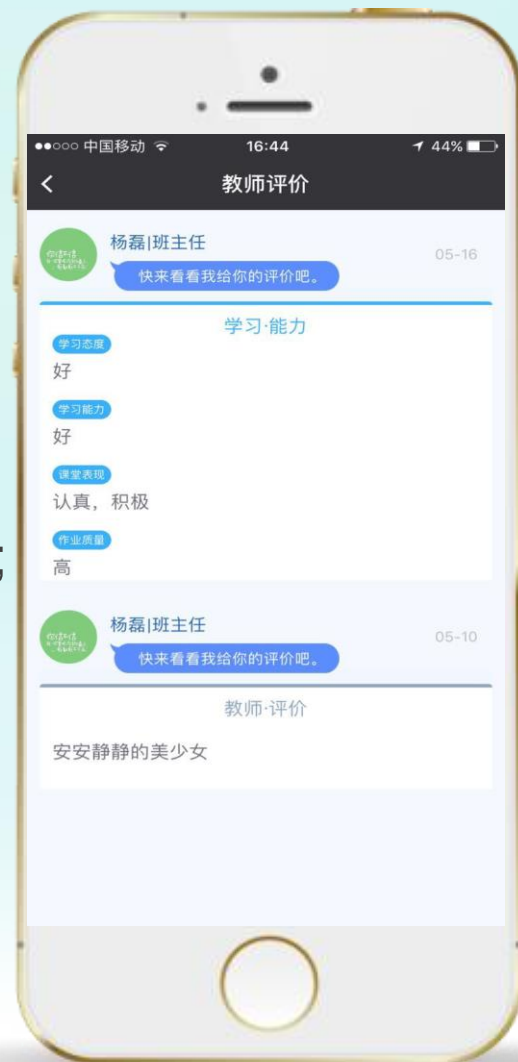 中国移动 16:44 44%
教师评价
杨磊|班主任
05-16
快来看看我给你的评价吧。
学习·能力
学习态度
好
学习能力
好
课堂表现
认真，积极
作业质量
高
杨磊|班主任
05-10
快来看看我给你的评价吧。
教师·评价
安安静静的美少女